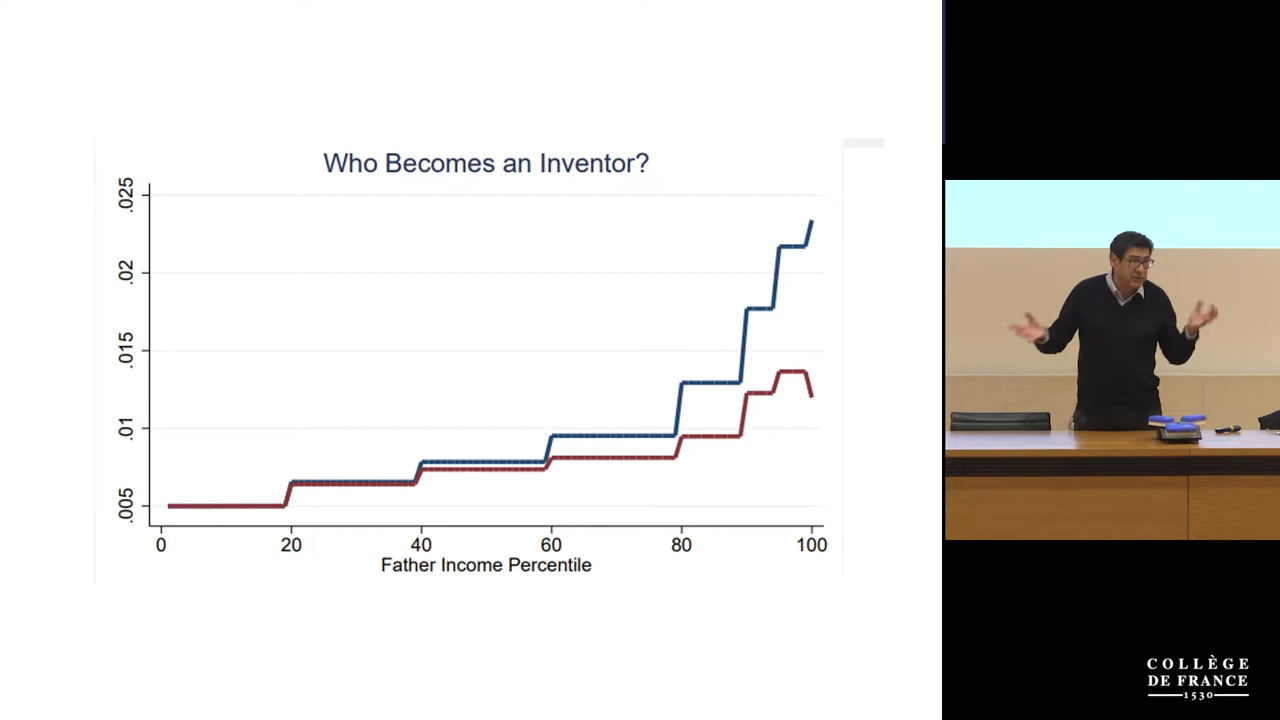 Who Becomes an Inventor?
.025
.02
.015
.01
.005
0 20 40 60 80 100
Father Income Percentile
COLLÈGE
DE FRANCE
1530